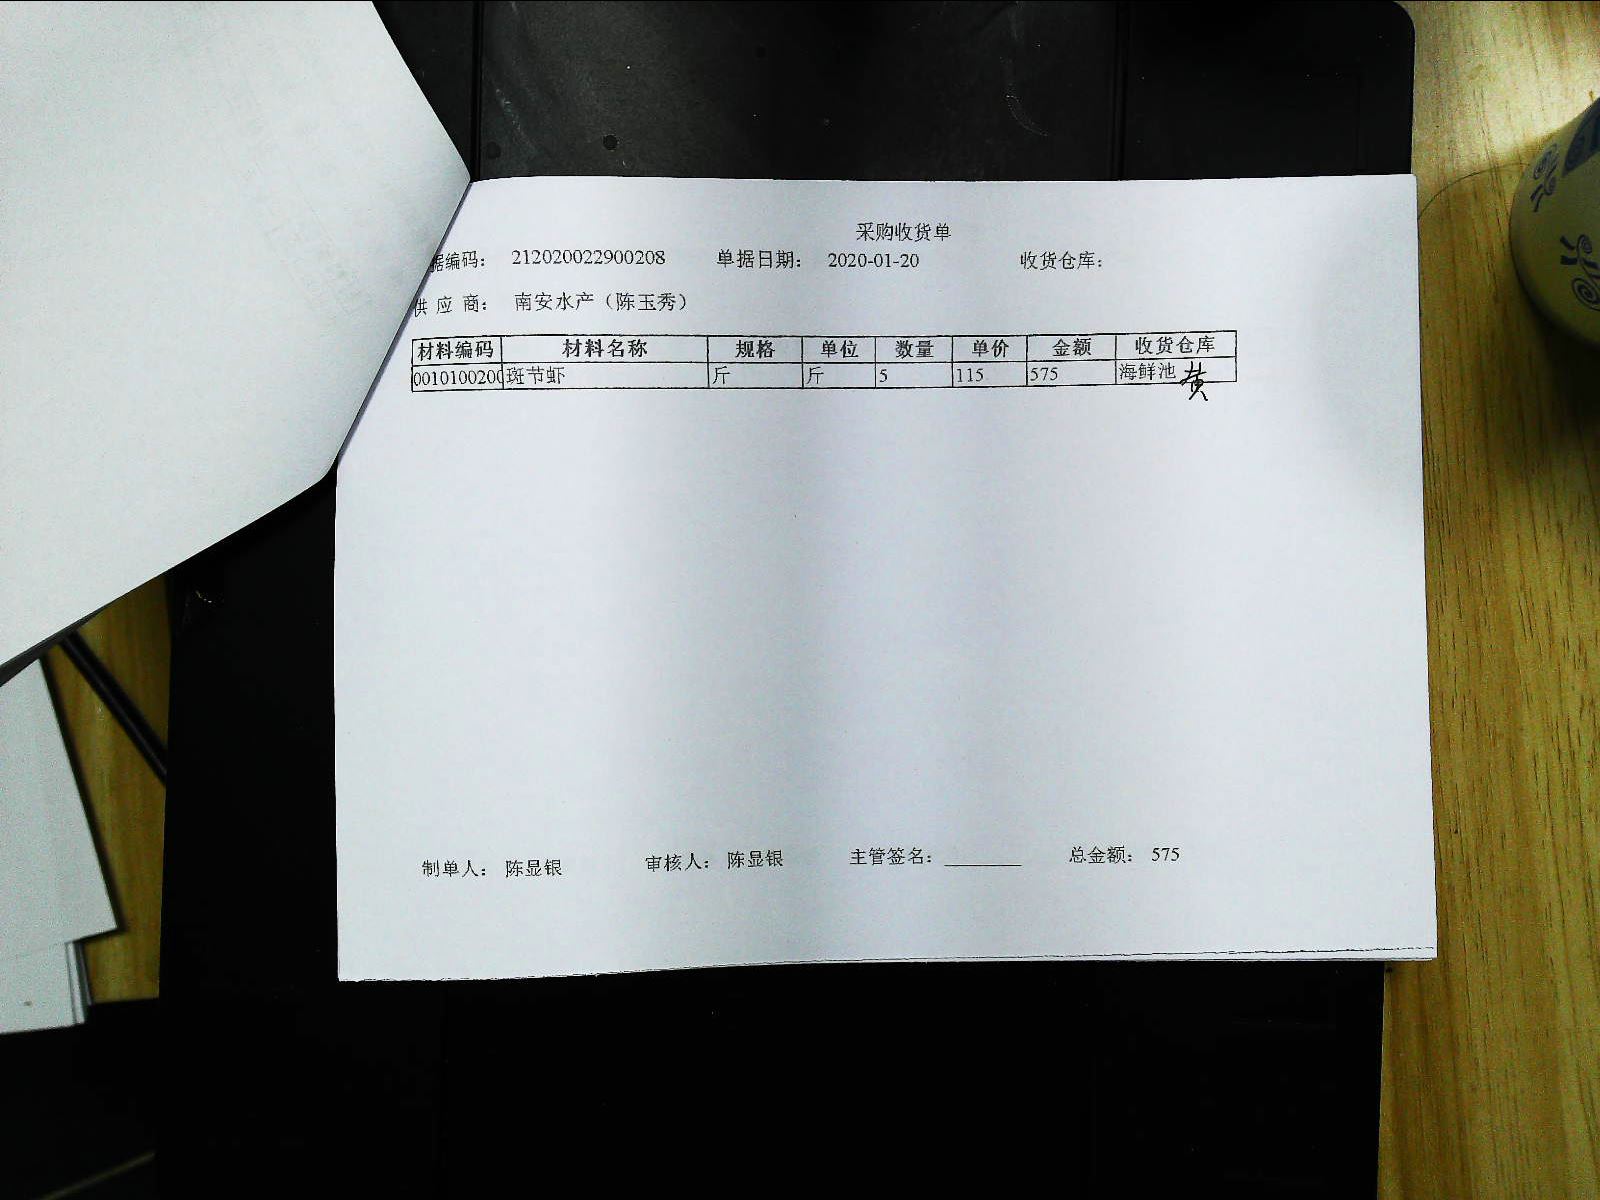 采购收货单
据编码： 212020022900208 单据日期： 2020-01-20 收货仓库：
供 应 商： 南安水产（陈玉秀）
材料编码 材料名称 规格 单位 数量 单价 金额 收货仓库
0010100200 斑节虾 斤 斤 5 115 575 海鲜池 黄
制单人： 陈显银 审核人： 陈显银 主管签名： 总金额： 575